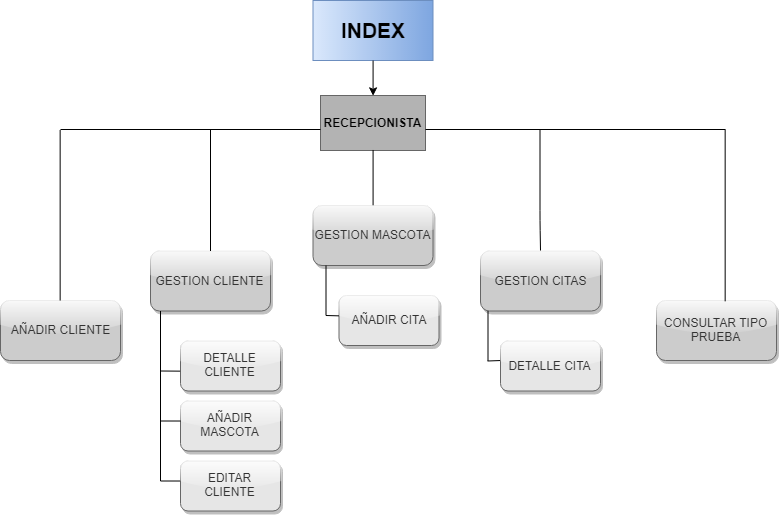 INDEX
RECEPCIONISTA
GESTION MASCOTA
GESTION CLIENTE
GESTION CITAS
AÑADIR CLIENTE
AÑADIR CITA
CONSULTAR TIPO
PRUEBA
DETALLE
CLIENTE
DETALLE CITA
AÑADIR
MASCOTA
EDITAR
CLIENTE